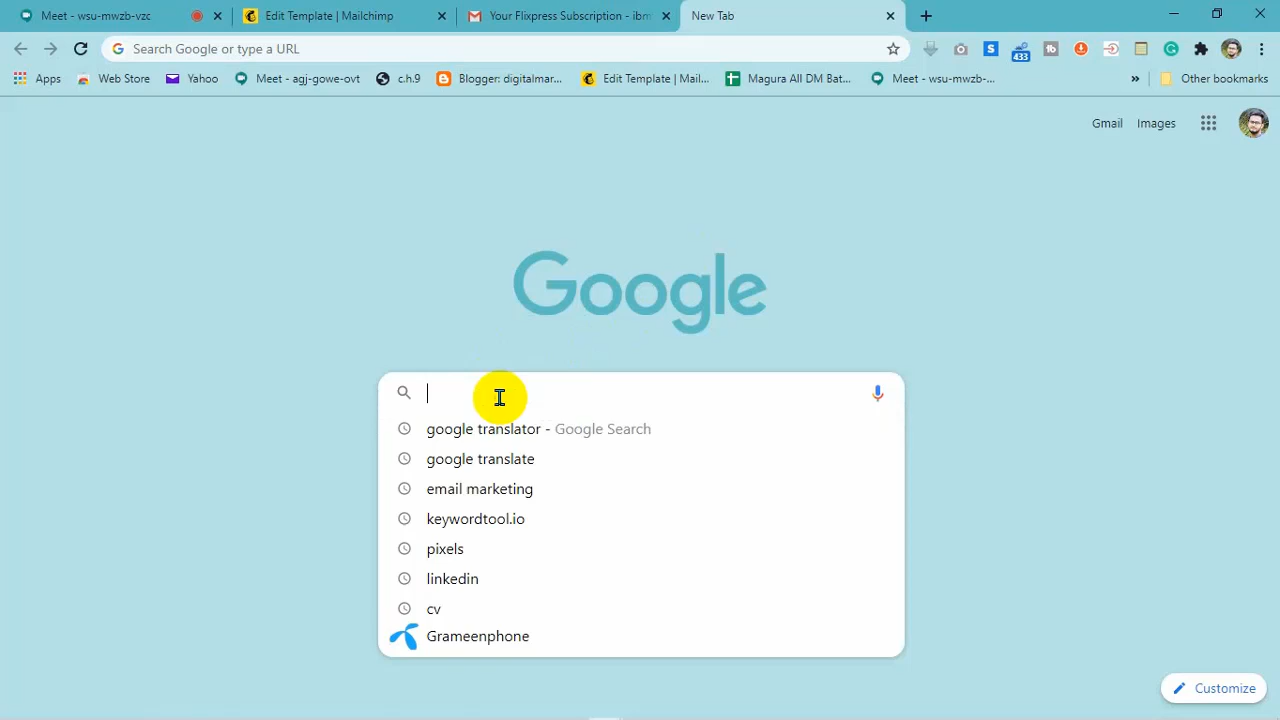 Meet - wsu-mwzb-vzc
Edit Template | Mailchimp
Your Flixpress Subscription - ibm
New Tab
Search Google or type a URL
433
Apps
Web Store
Yahoo
Meet - agj-gowe-ovt
c.h.9
Blogger: digitalmar...
Edit Template | Mail...
Magura All DM Bat...
Meet - wsu-mwzb-...
»
Other bookmarks
Gmail
Images
Google
google translator - Google Search
google translate
email marketing
keywordtool.io
pixels
linkedin
cv
Grameenphone
Customize